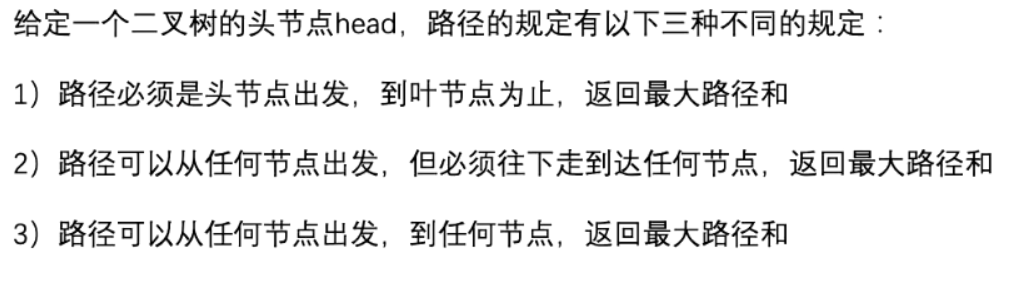 给定一个二叉树的头节点head，路径的规定有以下三种不同的规定：
1）路径必须是头节点出发，到叶节点为止，返回最大路径和
2）路径可以从任何节点出发，但必须往下走到达任何节点，返回最大路径和
3）路径可以从任何节点出发，到任何节点，返回最大路径和